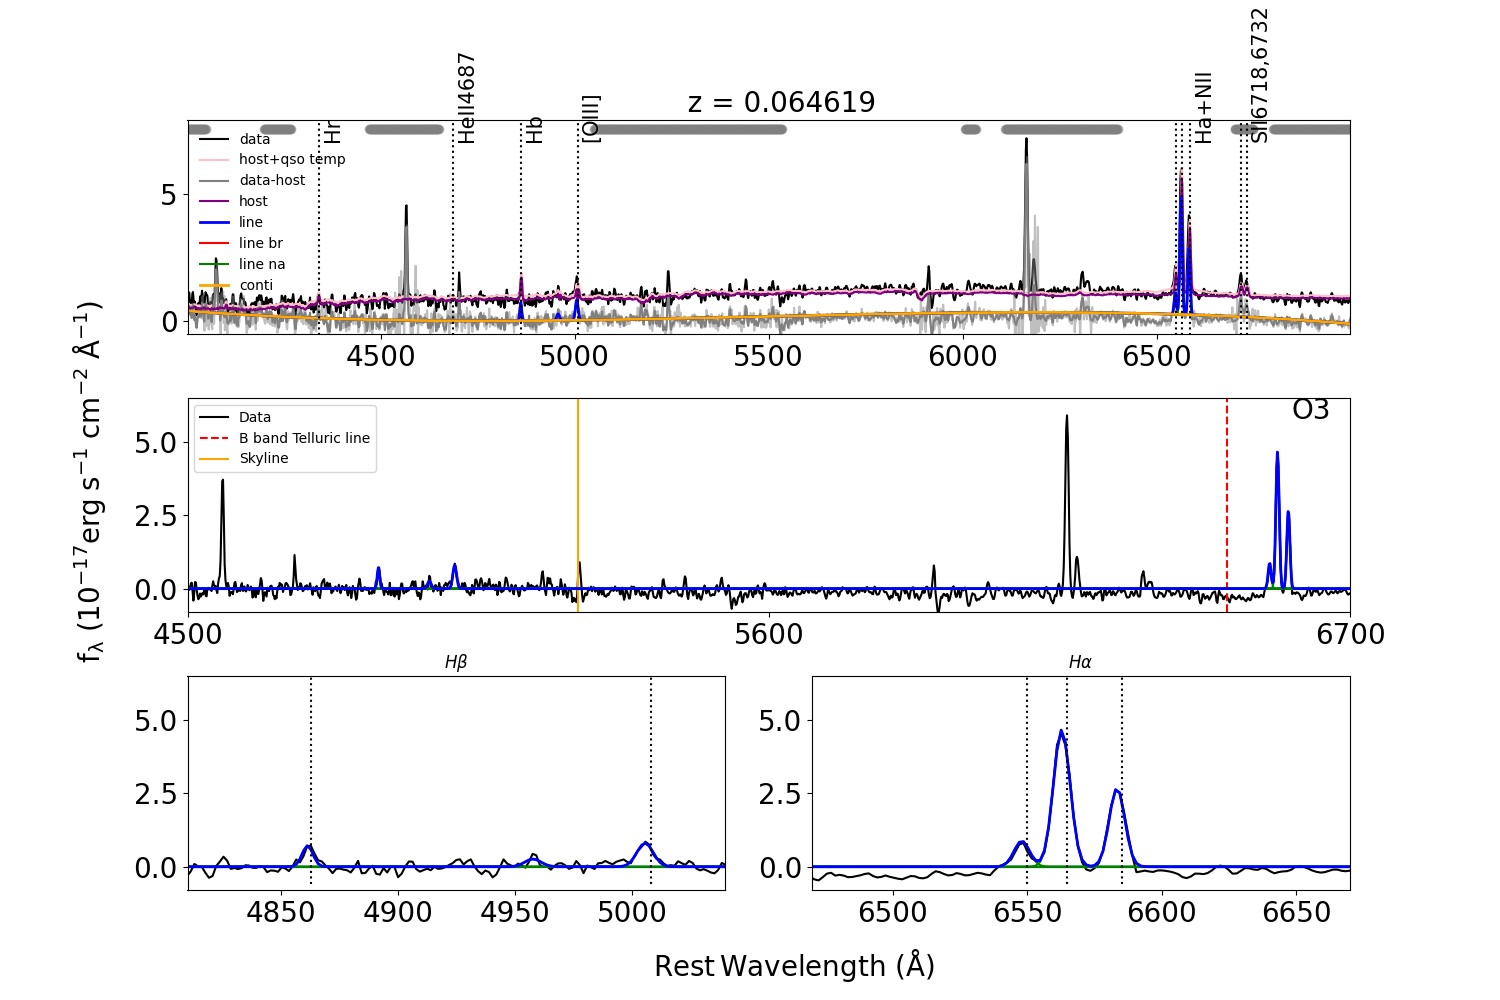 z = 0.064619
Hr
HeII4687
Hb
[OIII]
Ha+NII
SII6718,6732
data
host+qso temp
data-host
host
line
line br
line na
conti
5
0
4500 5000 5500 6000 6500
Data
B band Telluric line
Skyline
O3
5.0
2.5
0.0
4500 5600 6700
fλ (10⁻¹⁷erg s⁻¹ cm⁻² Å⁻¹)
Hβ
5.0
2.5
0.0
4850 4900 4950 5000
Hα
5.0
2.5
0.0
6500 6550 6600 6650
Rest Wavelength (Å)